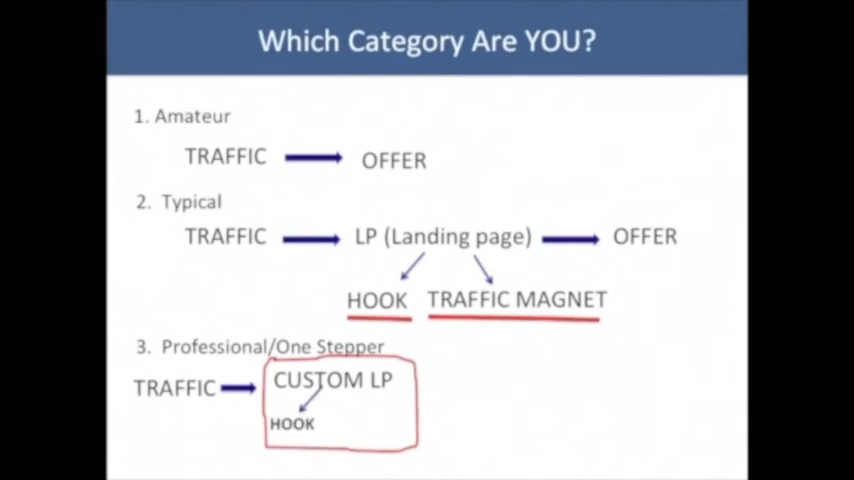 Which Category Are YOU?
1. Amateur
TRAFFIC OFFER
2. Typical
TRAFFIC LP (Landing page) OFFER
HOOK TRAFFIC MAGNET
3. Professional/One Stepper
TRAFFIC CUSTOM LP
HOOK